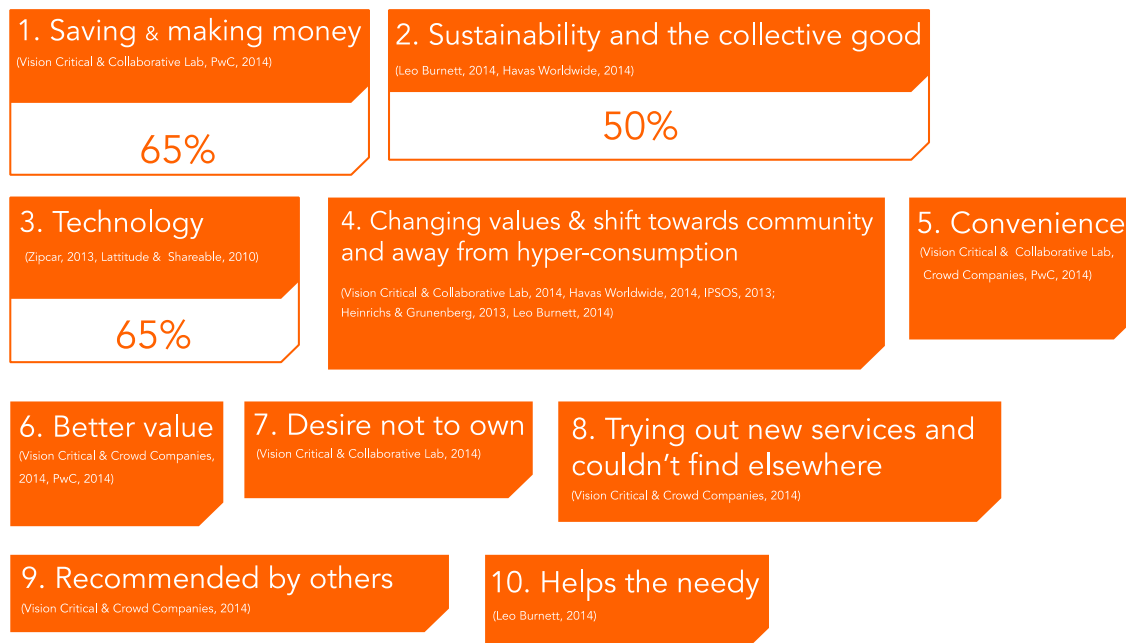 1. Saving & making money
(Vision Critical & Collaborative Lab, PwC, 2014)
65%
2. Sustainability and the collective good
(Leo Burnett, 2014, Havas Worldwide, 2014)
50%
3. Technology
(Zipcar, 2013, Lattitude & Shareable, 2010)
65%
4. Changing values & shift towards community
and away from hyper-consumption
(Vision Critical & Collaborative Lab, 2014, Havas Worldwide, 2014, IPSOS, 2013;
Heinrichs & Grunenberg, 2013, Leo Burnett, 2014)
5. Convenience
(Vision Critical & Collaborative Lab,
Crowd Companies, PwC, 2014)
6. Better value
(Vision Critical & Crowd Companies,
2014, PwC, 2014)
7. Desire not to own
(Vision Critical & Collaborative Lab, 2014)
8. Trying out new services and
couldn't find elsewhere
(Vision Critical & Crowd Companies, 2014)
9. Recommended by others
(Vision Critical & Crowd Companies, 2014)
10. Helps the needy
(Leo Burnett, 2014)